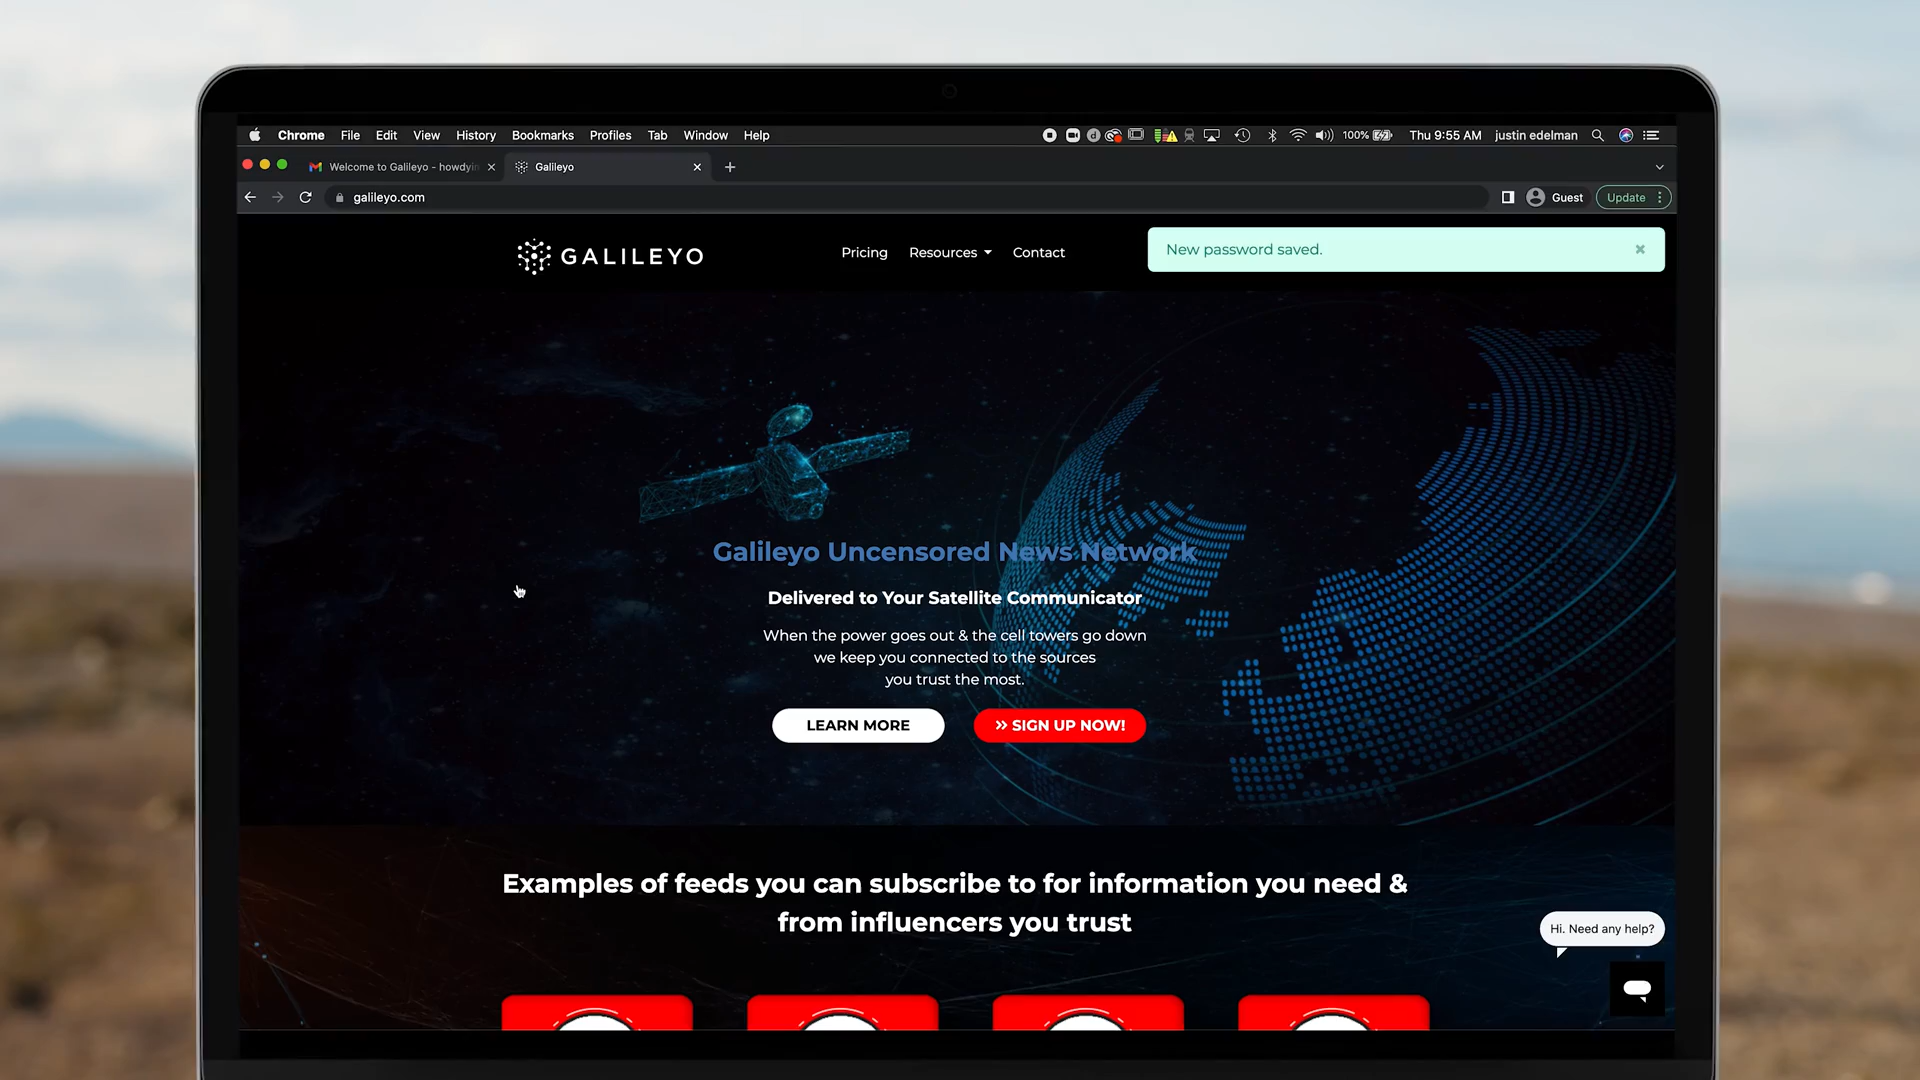 Chrome File Edit View History Bookmarks Profiles Tab Window Help 100% Thu 9:55 AM justin edelman
Welcome to Galileyo - howdyin Galileyo
galileyo.com Guest Update
GALILEYO Pricing Resources Contact New password saved.
Galileyo Uncensored News Network
Delivered to Your Satellite Communicator
When the power goes out & the cell towers go down
we keep you connected to the sources
you trust the most.
LEARN MORE >> SIGN UP NOW!
Examples of feeds you can subscribe to for information you need &
from influencers you trust
Hi. Need any help?